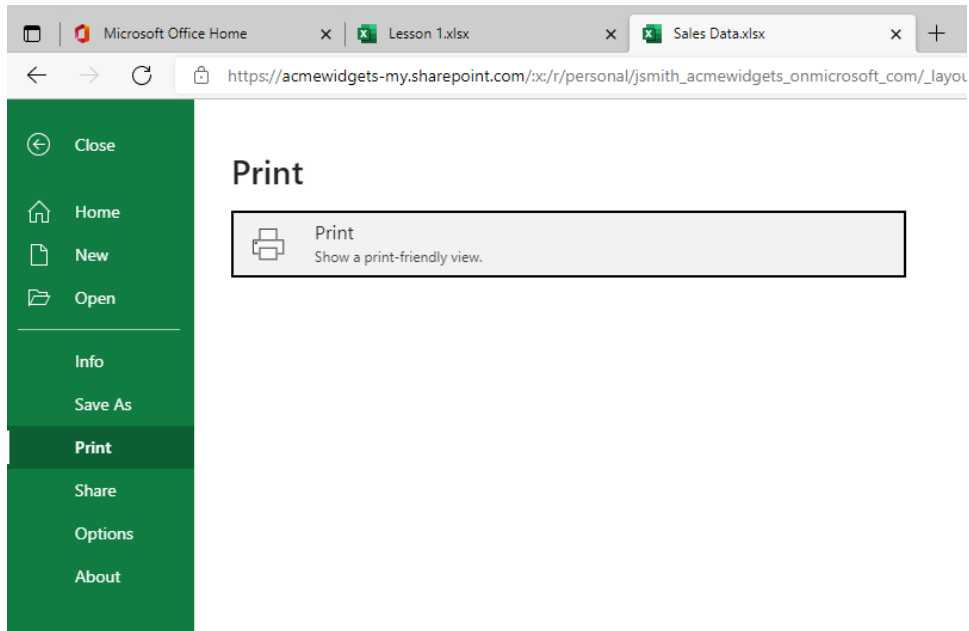 Microsoft Office Home
Lesson 1.xlsx
Sales Data.xlsx
https://acmewidgets-my.sharepoint.com/:x:/r/personal/jsmith_acmewidgets_onmicrosoft_com/_layou
Close
Home
New
Open
Info
Save As
Print
Share
Options
About
Print
Print
Show a print-friendly view.